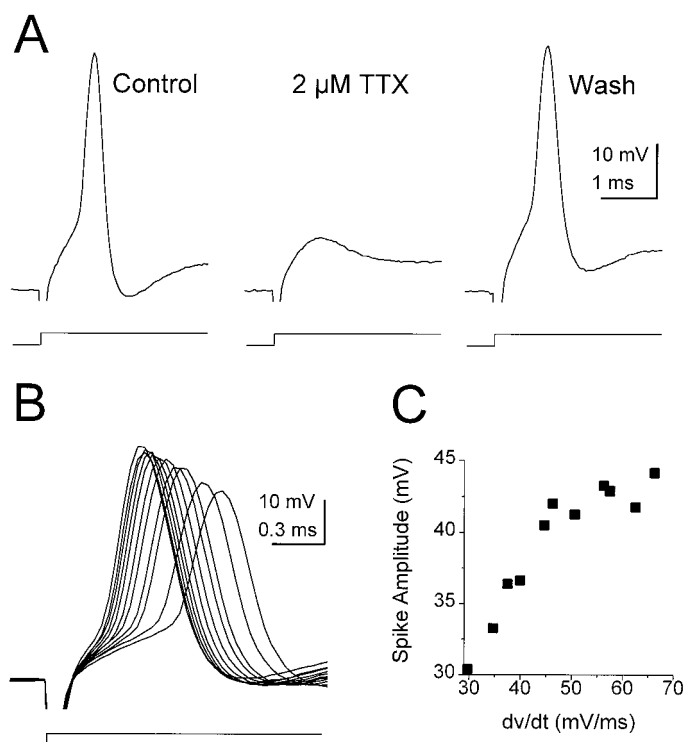 A
Control
2 µM TTX
Wash
10 mV
1 ms
B
10 mV
0.3 ms
C
Spike Amplitude (mV)
45
40
35
30
30
40
50
60
70
dv/dt (mV/ms)